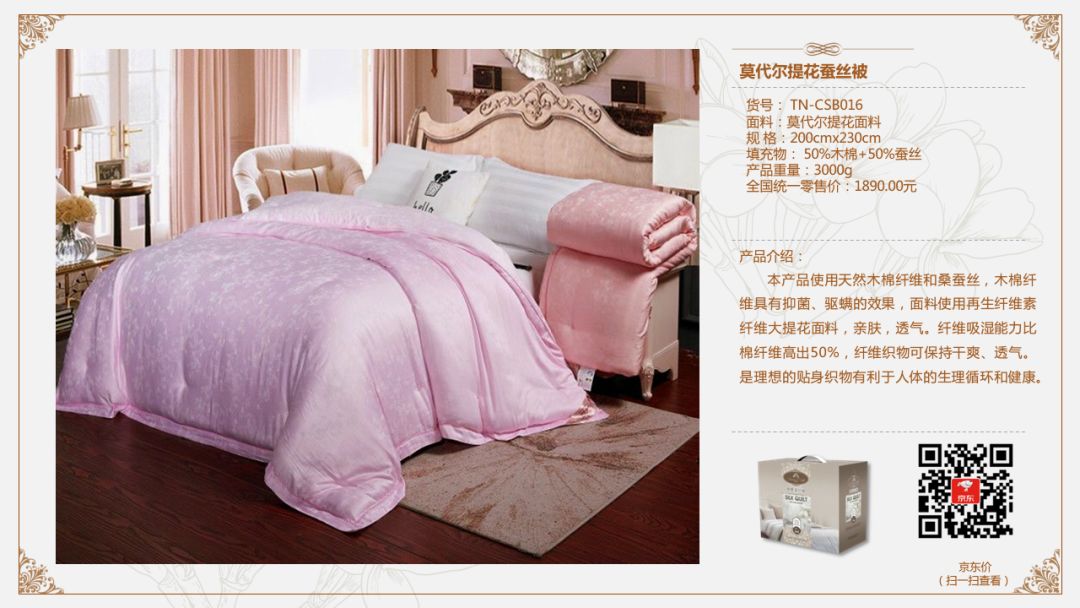 莫代尔提花蚕丝被
货号： TN-CSB016
面料：莫代尔提花面料
规 格：200cmx230cm
填充物： 50%木棉+50%蚕丝
产品重量：3000g
全国统一零售价：1890.00元
产品介绍：
本产品使用天然木棉纤维和桑蚕丝，木棉纤
维具有抑菌、驱螨的效果，面料使用再生纤维素
纤维大提花面料，亲肤，透气。纤维吸湿能力比
棉纤维高出50%，纤维织物可保持干爽、透气。
是理想的贴身织物有利于人体的生理循环和健康。
hello
SILK QUILT
京东
京东价
（扫一扫查看）